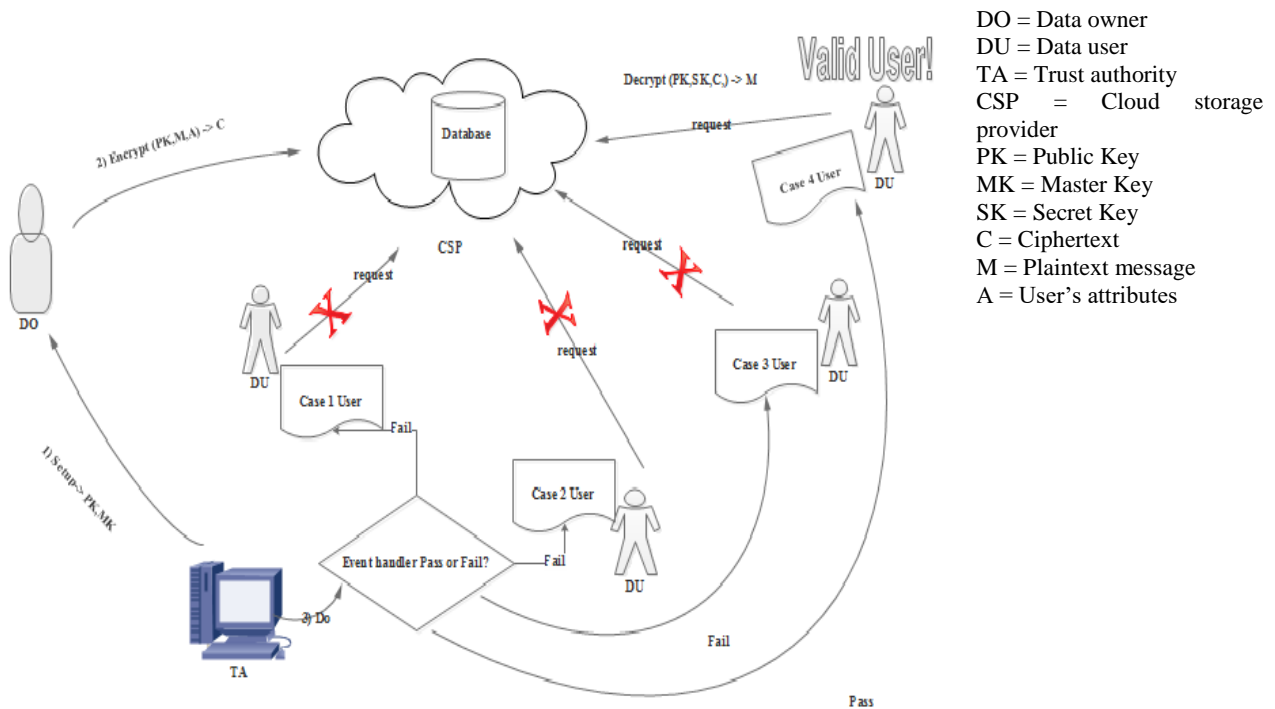 Valid User!
Decrypt (PK,SK,C,) -> M
request
Database
2) Encrypt (PK,M,A) -> C
Case 4 User
DU
CSP
request
request
DO
DU
request
Case 3 User
DU
Case 1 User
Fail
1) Setup-> PK,MK
Case 2 User
Event handler Pass or Fail?
Fail
DU
3) Do
TA
Fail
Pass
DO = Data owner
DU = Data user
TA = Trust authority
CSP = Cloud storage
provider
PK = Public Key
MK = Master Key
SK = Secret Key
C = Ciphertext
M = Plaintext message
A = User’s attributes